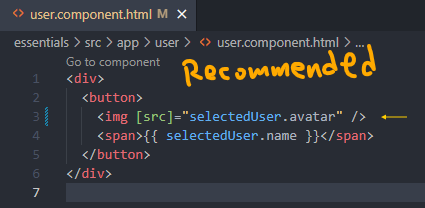 user.component.html M ×
essentials > src > app > user > user.component.html > ...
Recommended
Go to component
1 <div>
2 <button>
3 <img [src]="selectedUser.avatar" />
4 <span>{{ selectedUser.name }}</span>
5 </button>
6 </div>
7